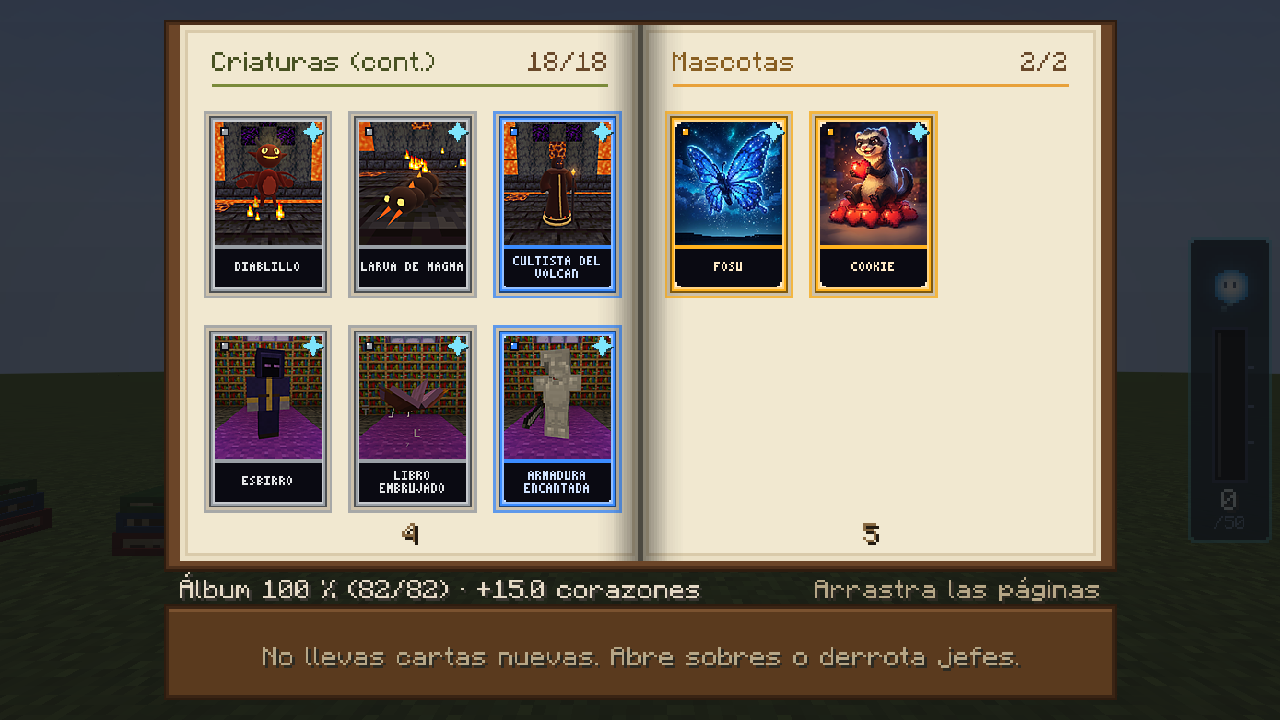 Criaturas (cont.) 18/18
DIABLILLO
LARVA DE MAGMA
CULTISTA DEL
VOLCAN
ESBIRRO
LIBRO
EMBRUJADO
ARMADURA
ENCANTADA
4
Mascotas 2/2
FOSU
COOKIE
5
0
/50
Álbum 100 % (82/82) · +15.0 corazones
Arrastra las páginas
No llevas cartas nuevas. Abre sobres o derrota jefes.